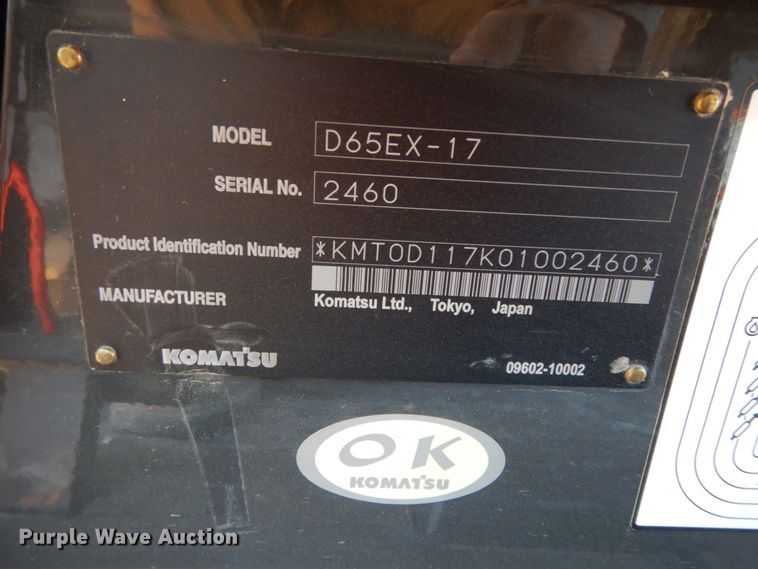 MODEL D65EX-17
SERIAL No. 2460
Product Identification Number *KMT0D117K01002460*
MANUFACTURER Komatsu Ltd., Tokyo, Japan
KOMATSU 09602-10002
OK
KOMATSU
Purple Wave Auction